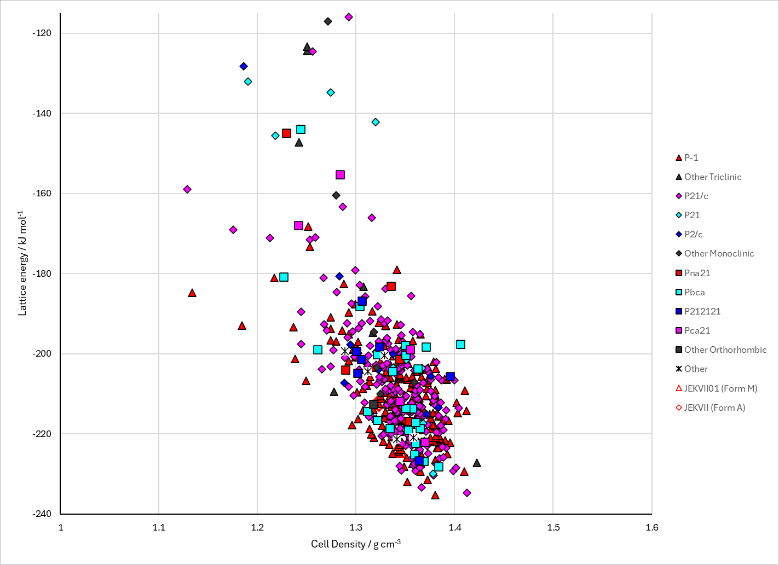 -120
-140
-160
-180
-200
-220
-240
Lattice energy / kJ mol⁻¹
1
1.1
1.2
1.3
1.4
1.5
1.6
Cell Density / g cm⁻³
P-1
Other Triclinic
P21/c
P21
P2/c
Other Monoclinic
Pna21
Pbca
P212121
Pca21
Other Orthorhombic
Other
JEKVII01 (Form M)
JEKVII (Form A)